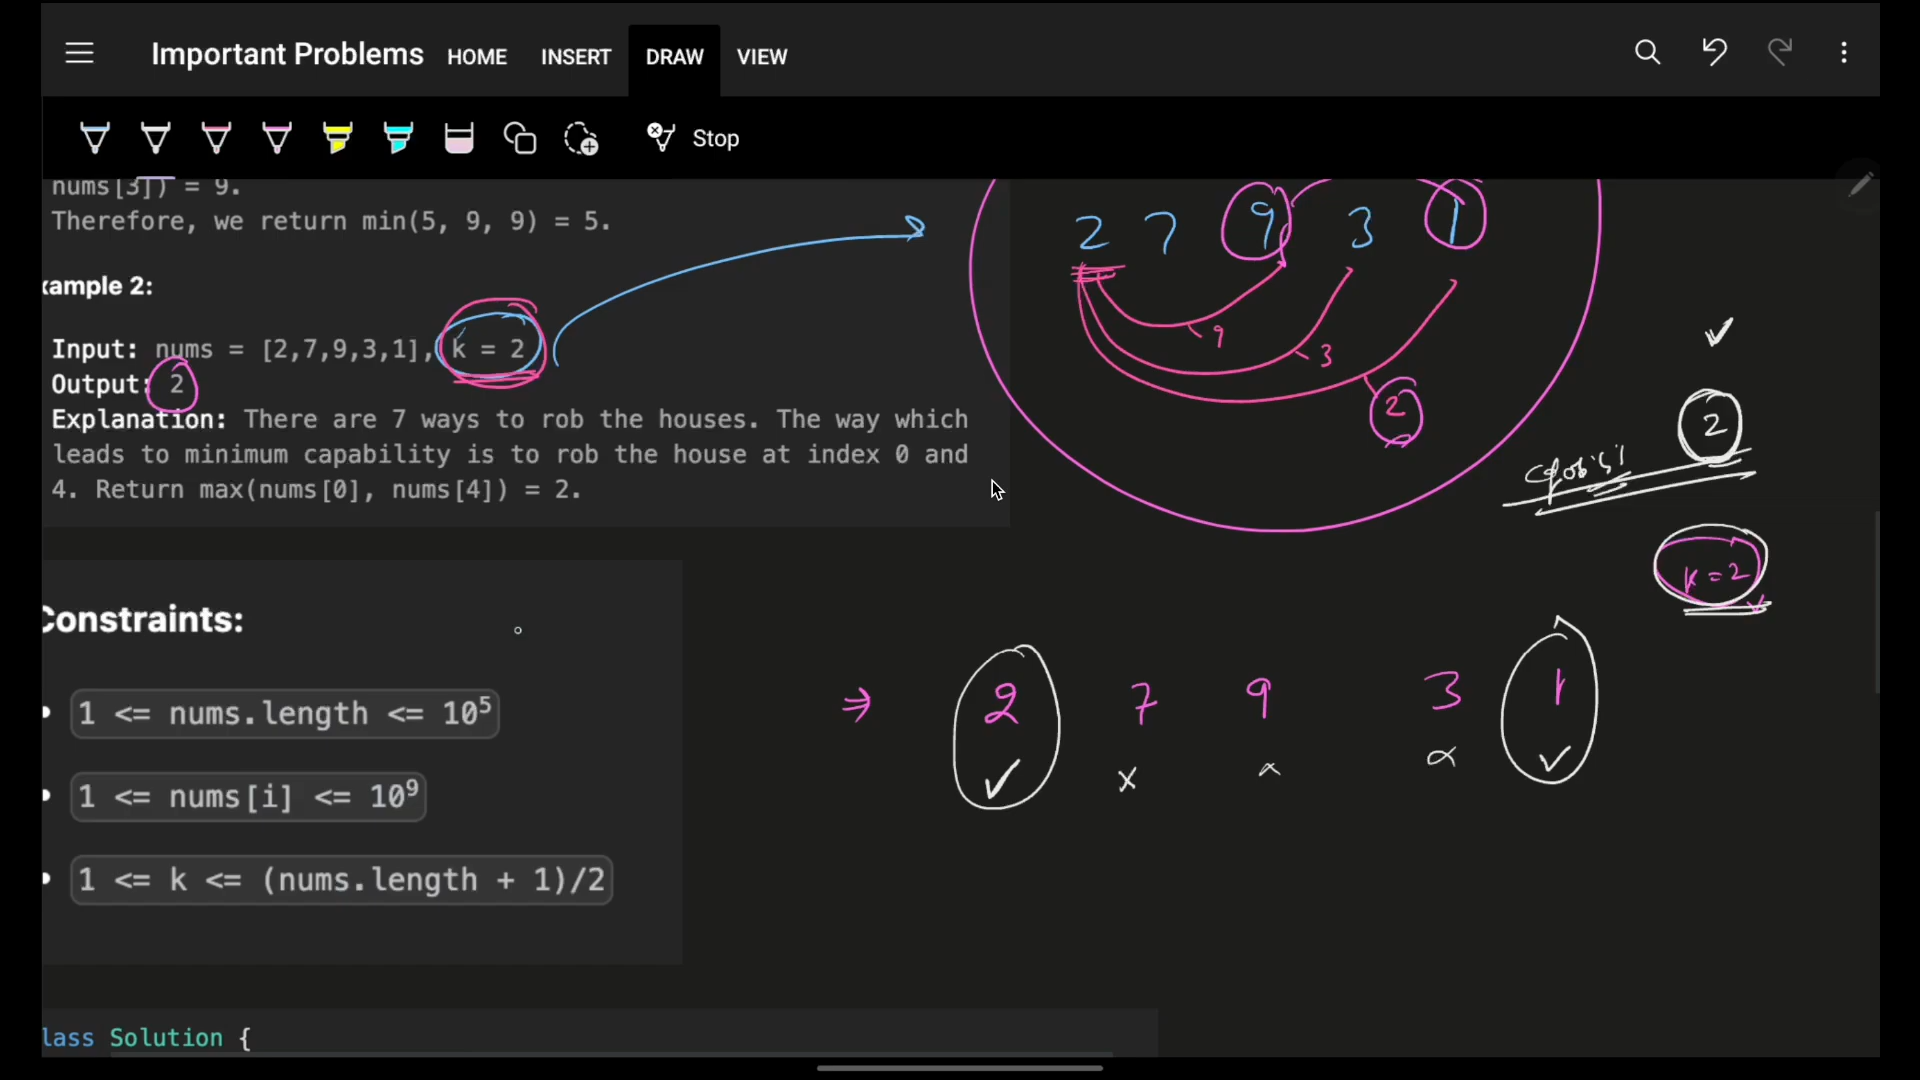 Important Problems HOME INSERT DRAW VIEW
Stop
nums[3]) = 9.
Therefore, we return min(5, 9, 9) = 5.
xample 2:
Input: nums = [2,7,9,3,1], k = 2
Output: 2
Explanation: There are 7 ways to rob the houses. The way which
leads to minimum capability is to rob the house at index 0 and
4. Return max(nums[0], nums[4]) = 2.
2 7 9 3 1
9
3
2
2
k = 2
Constraints:
1 <= nums.length <= 10⁵
1 <= nums[i] <= 10⁹
1 <= k <= (nums.length + 1)/2
⇒ 2 7 9 3 1
✓ x x x ✓
lass Solution {